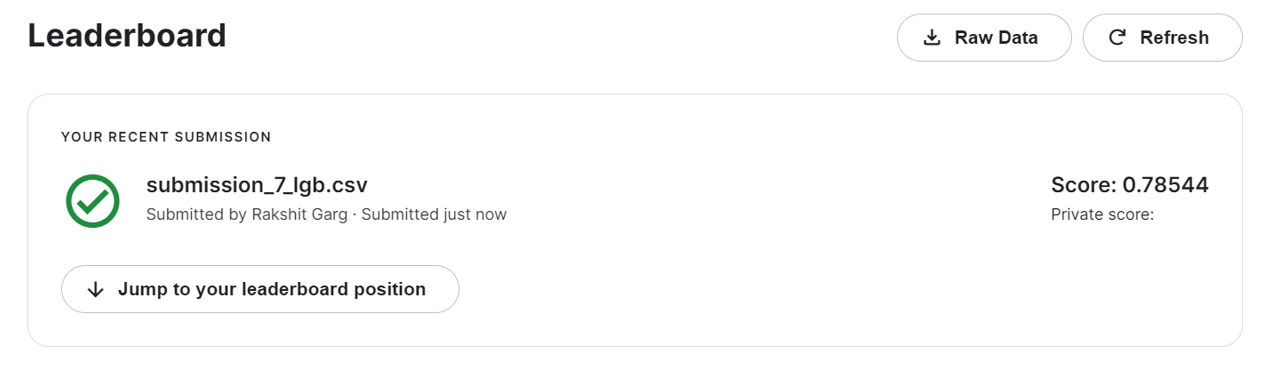 Leaderboard
Raw Data
Refresh
YOUR RECENT SUBMISSION
submission_7_lgb.csv
Score: 0.78544
Submitted by Rakshit Garg · Submitted just now
Private score:
Jump to your leaderboard position